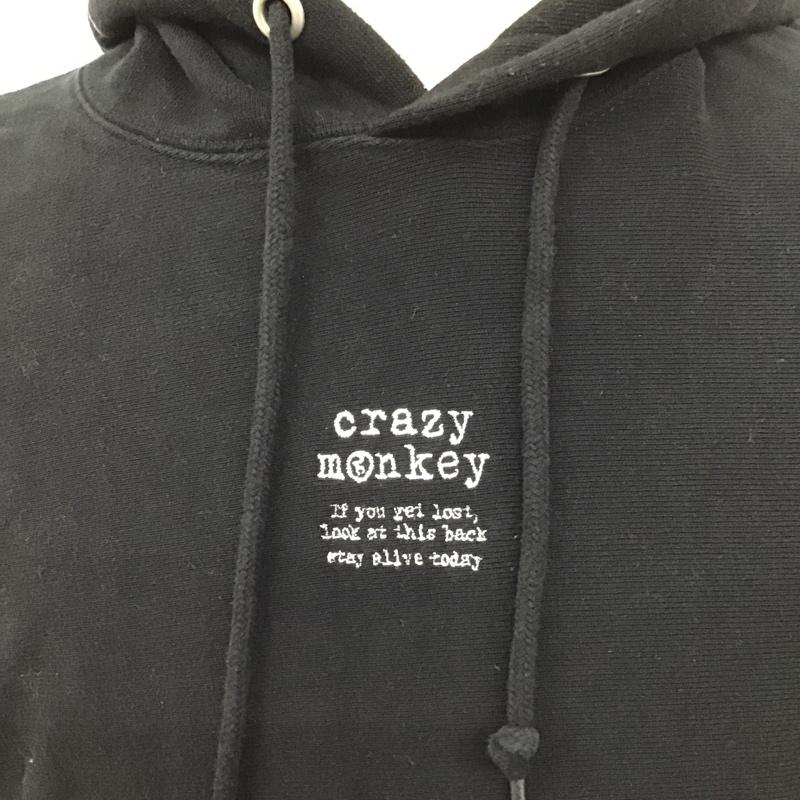 crazy
monkey
If you get lost,
look at this back
stay alive today